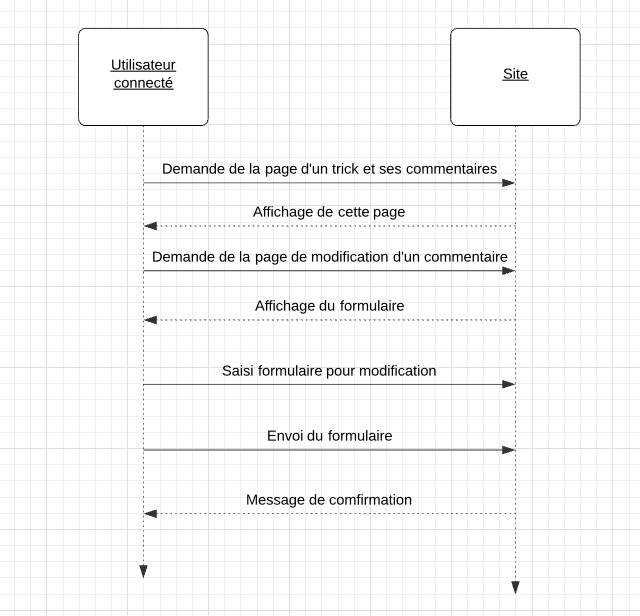 Utilisateur
connecté
Site
Demande de la page d'un trick et ses commentaires
Affichage de cette page
Demande de la page de modification d'un commentaire
Affichage du formulaire
Saisi formulaire pour modification
Envoi du formulaire
Message de comfirmation